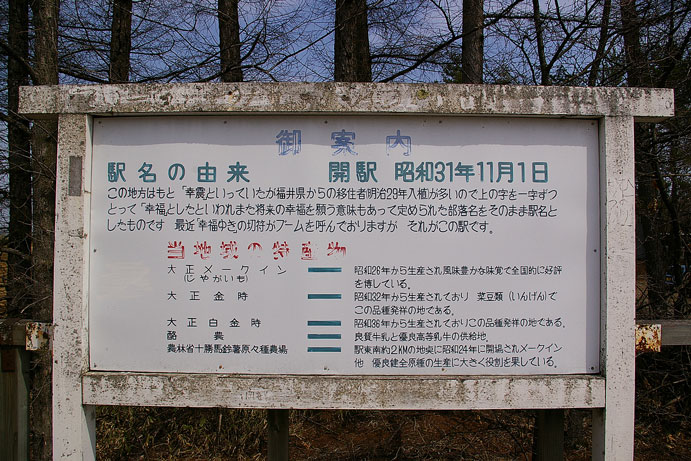 御案内
駅名の由来 開駅 昭和31年11月1日
この地方はもと「幸震」といっていたが福井県からの移住者(明治29年入植)が多いので上の字を一字ずつ
とって「幸福」としたといわれまた将来の幸福を願う意味もあって定められた部落名をそのまま駅名と
したものです 最近「幸福ゆきの切符がブームを呼んでおりますが それがこの駅です。
当地域の特産物
大正メークイン 昭和26年から生産され風味豊かな味覚で全国的に好評
(じゃがいも) を博している。
大正金時 昭和32年から生産されており 菜豆類(いんげん)で
この品種発祥の地である。
大正白金時 昭和36年から生産されておりこの品種発祥の地である。
酪農 良質牛乳と優良高等乳牛の供給地。
農林省十勝馬鈴薯原々種農場 駅東南約2KMの地点に昭和24年に開場されメークイン
他 優良健全原種の生産に大きく役割を果している。